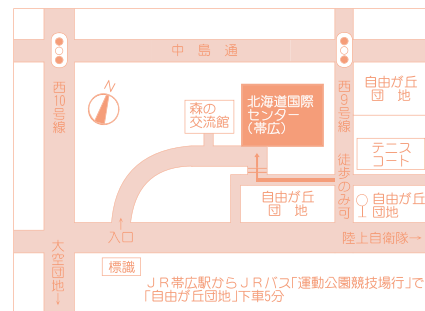 中島通
西10号線
N
森の
交流館
北海道国際
センター
(帯広)
西9号線
徒歩のみ可
自由が丘
団地
テニス
コート
自由が丘
団地
自由が丘
団地
入口
陸上自衛隊→
大空団地→
標識
JR帯広駅からJRバス「運動公園競技場行」で
「自由が丘団地」下車5分